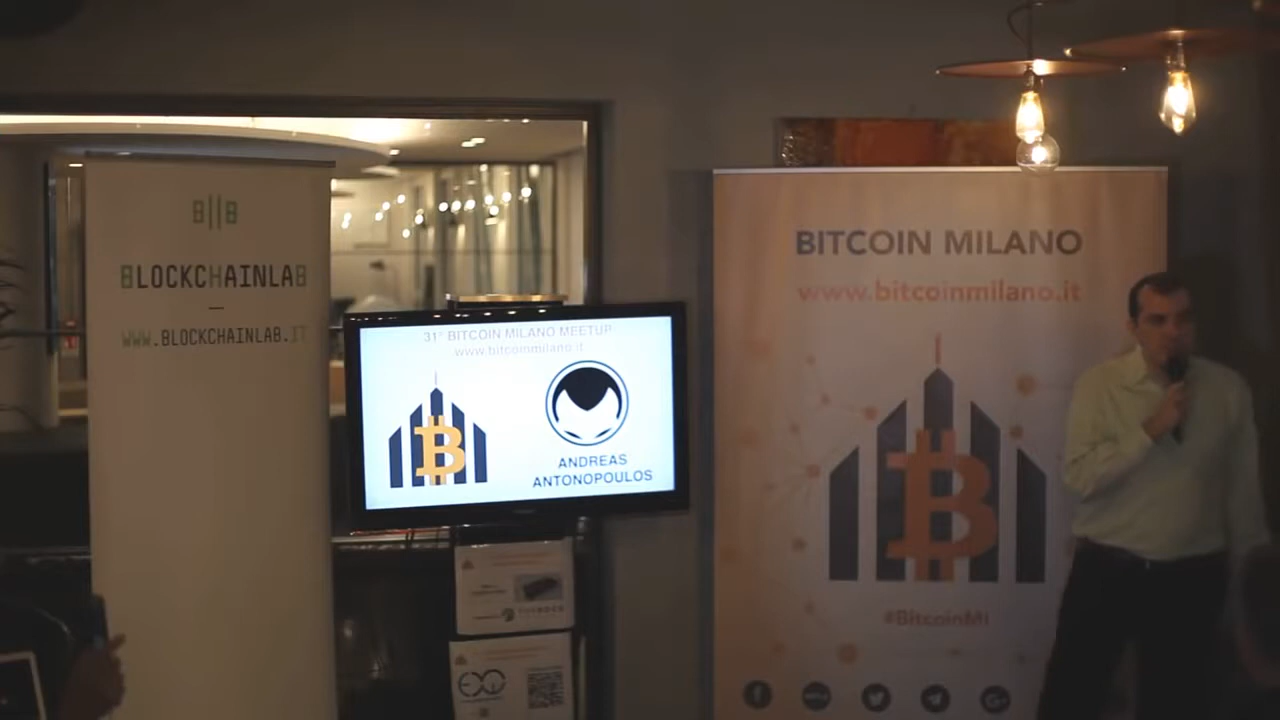 B||B
BLOCKCHAINLAB
WWW.BLOCKCHAINLAB.IT
31° BITCOIN MILANO MEETUP
www.bitcoinmilano.it
ANDREAS
ANTONOPOULOS
BITCOIN MILANO
www.bitcoinmilano.it
#BitcoinMi